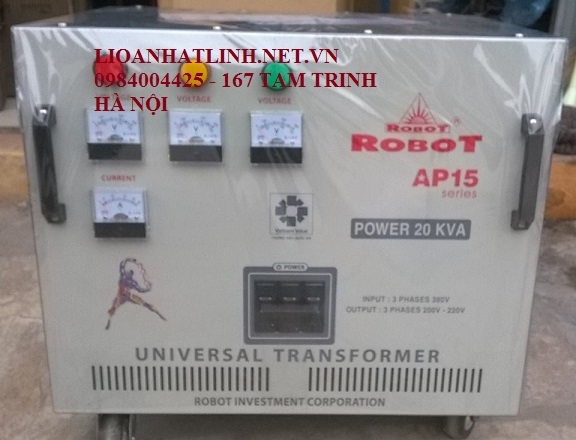 LIOANHATLINH.NET.VN
0984004425 - 167 TAM TRINH
HÀ NỘI
VOLTAGE
VOLTAGE
V
V
V
CURRENT
A
ROBOT
ROBOT
AP15
series
POWER 20 KVA
POWER
INPUT : 3 PHASES 380V
OUTPUT : 3 PHASES 200V - 220V
UNIVERSAL TRANSFORMER
ROBOT INVESTMENT CORPORATION